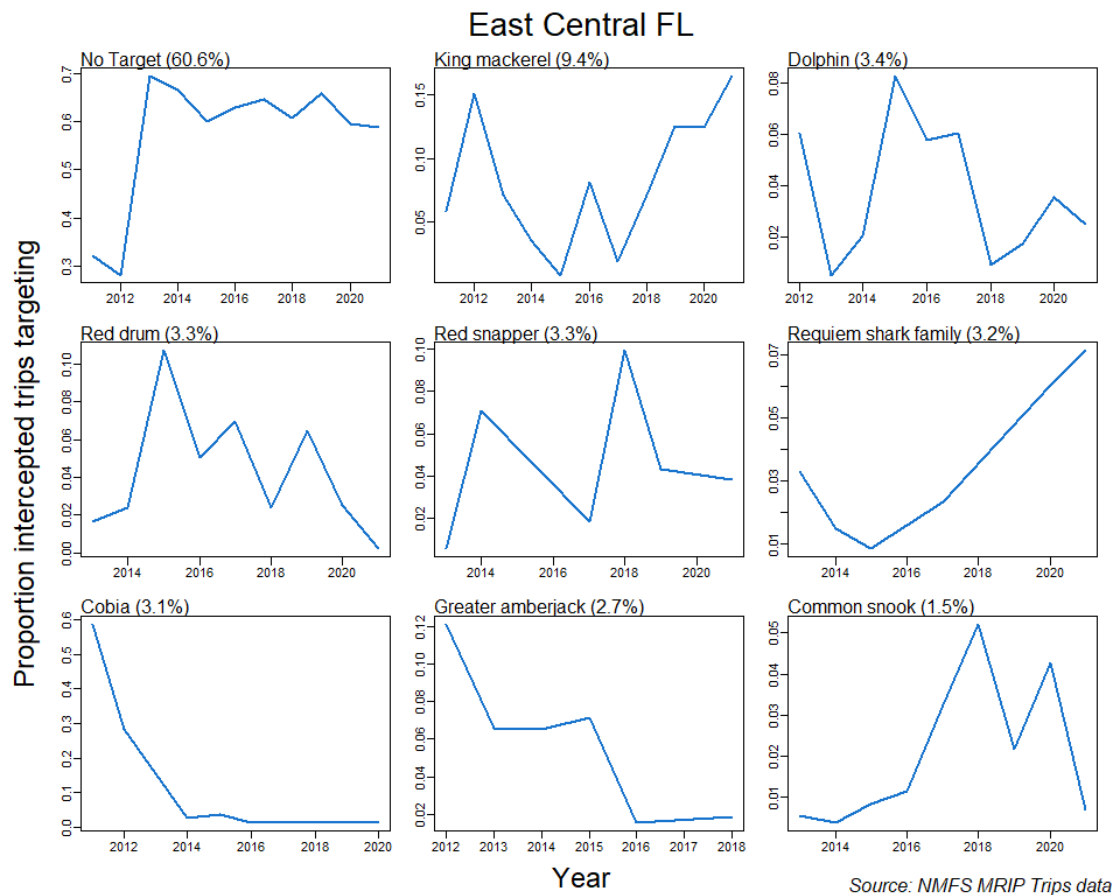 East Central FL
Proportion intercepted trips targeting
No Target (60.6%)
0.7
0.6
0.5
0.4
0.3
2012 2014 2016 2018 2020
King mackerel (9.4%)
0.15
0.10
0.05
2012 2014 2016 2018 2020
Dolphin (3.4%)
0.08
0.06
0.04
0.02
2012 2014 2016 2018 2020
Red drum (3.3%)
0.10
0.08
0.06
0.04
0.02
0.00
2014 2016 2018 2020
Red snapper (3.3%)
0.10
0.08
0.06
0.04
0.02
2014 2016 2018 2020
Requiem shark family (3.2%)
0.07
0.05
0.03
0.01
2014 2016 2018 2020
Cobia (3.1%)
0.6
0.5
0.4
0.3
0.2
0.1
0.0
2012 2014 2016 2018 2020
Greater amberjack (2.7%)
0.12
0.10
0.08
0.06
0.04
0.02
2012 2013 2014 2015 2016 2017 2018
Common snook (1.5%)
0.05
0.04
0.03
0.02
0.01
2014 2016 2018 2020
Year
Source: NMFS MRIP Trips data